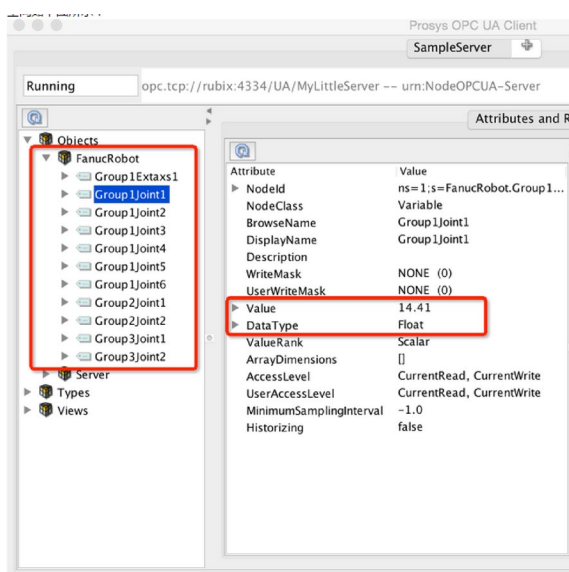 Prosys OPC UA Client
SampleServer
Running
opc.tcp://rubix:4334/UA/MyLittleServer -- urn:NodeOPCUA-Server
Attributes and R
Objects
FanucRobot
Group1Extaxs1
Group1Joint1
Group1Joint2
Group1Joint3
Group1Joint4
Group1Joint5
Group1Joint6
Group2Joint1
Group2Joint2
Group3Joint1
Group3Joint2
Server
Types
Views
Attribute Value
NodeId ns=1;s=FanucRobot.Group1...
NodeClass Variable
BrowseName Group1Joint1
DisplayName Group1Joint1
Description
WriteMask NONE (0)
UserWriteMask NONE (0)
Value 14.41
DataType Float
ValueRank Scalar
ArrayDimensions []
AccessLevel CurrentRead, CurrentWrite
UserAccessLevel CurrentRead, CurrentWrite
MinimumSamplingInterval -1.0
Historizing false